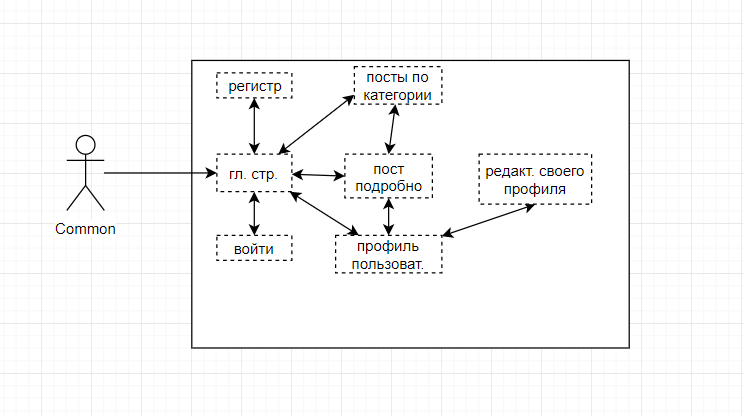 регистр
посты по
категории
гл. стр.
пост
подробно
редакт. своего
профиля
Common
войти
профиль
пользоват.